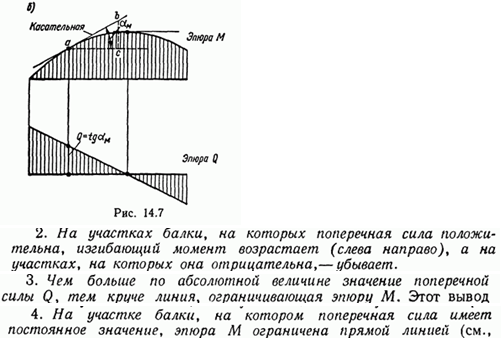 б)
Касательная
b
αм
Эпюра М
a
c
Q=tgαм
Эпюра Q
Рис. 14.7
2. На участках балки, на которых поперечная сила положи-
тельна, изгибающий момент возрастает (слева направо), а на
участках, на которых она отрицательна,— убывает.
3. Чем больше по абсолютной величине значение поперечной
силы Q, тем круче линия, ограничивающая эпюру М. Этот вывод
4. На участке балки, на котором поперечная сила имеет
постоянное значение, эпюра М ограничена прямой линией (см.,